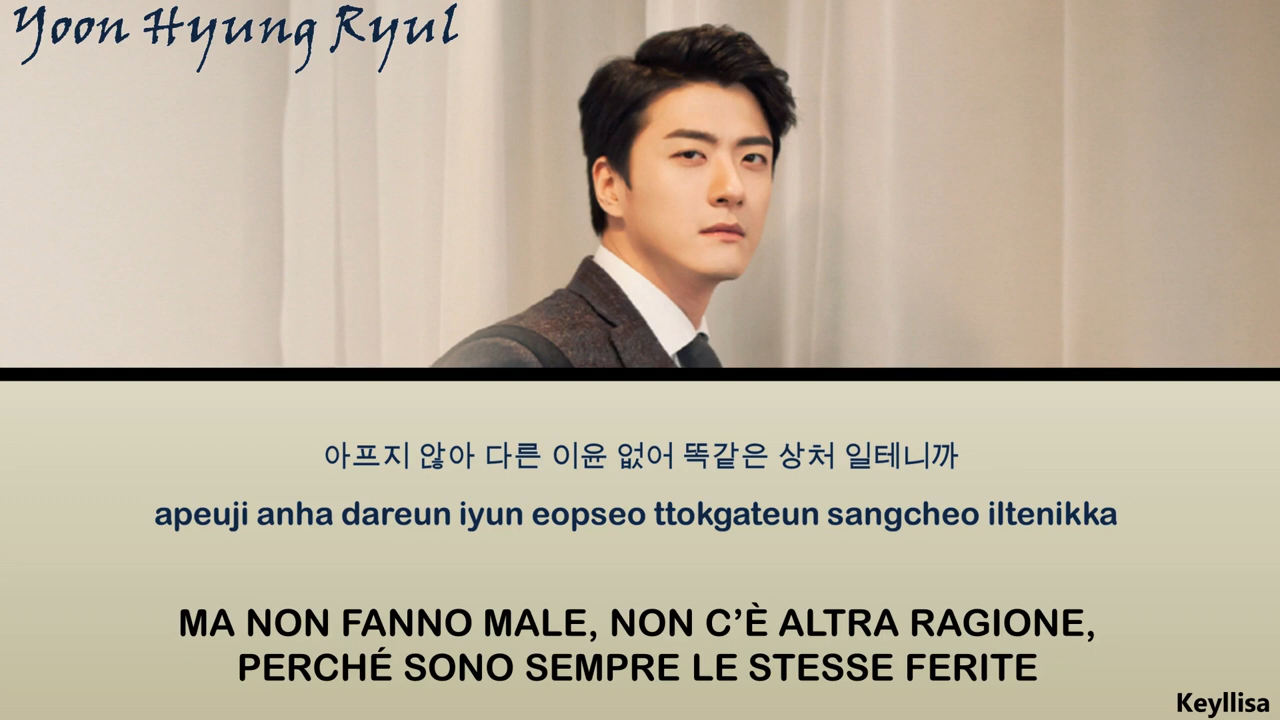 Yoon Hyung Ryul
아프지 않아 다른 이윤 없어 똑같은 상처 일테니까
apeuji anha dareun iyun eopseo ttokgateun sangcheo iltenikka
MA NON FANNO MALE, NON C’È ALTRA RAGIONE,
PERCHÉ SONO SEMPRE LE STESSE FERITE
Keyllisa